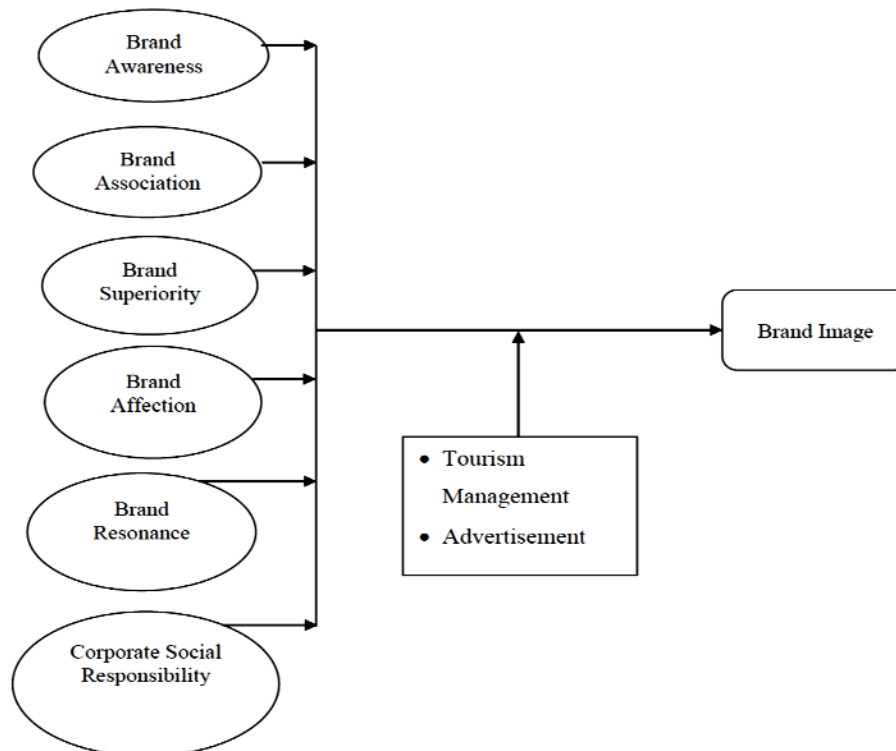 Brand
Awareness
Brand
Association
Brand
Superiority
Brand
Affection
Brand
Resonance
Corporate Social
Responsibility
• Tourism
Management
• Advertisement
Brand Image